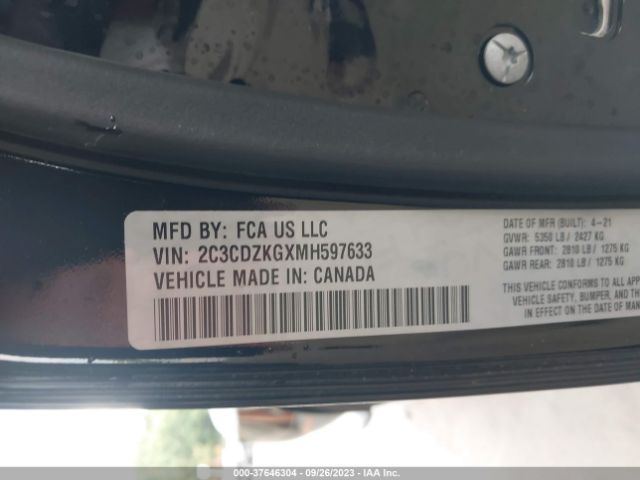 MFD BY: FCA US LLC
VIN: 2C3CDZKGXMH597633
VEHICLE MADE IN: CANADA
DATE OF MFR (BUILT): 4-21
GVWR: 5350 LB / 2427 KG
GAWR FRONT: 2810 LB / 1275 KG
GAWR REAR: 2810 LB / 1275 KG
THIS VEHICLE CONFORMS TO ALL APP
VEHICLE SAFETY, BUMPER, AND TH
IN EFFECT ON THE DATE OF MAN
000-37646304 - 09/26/2023 - IAA Inc.